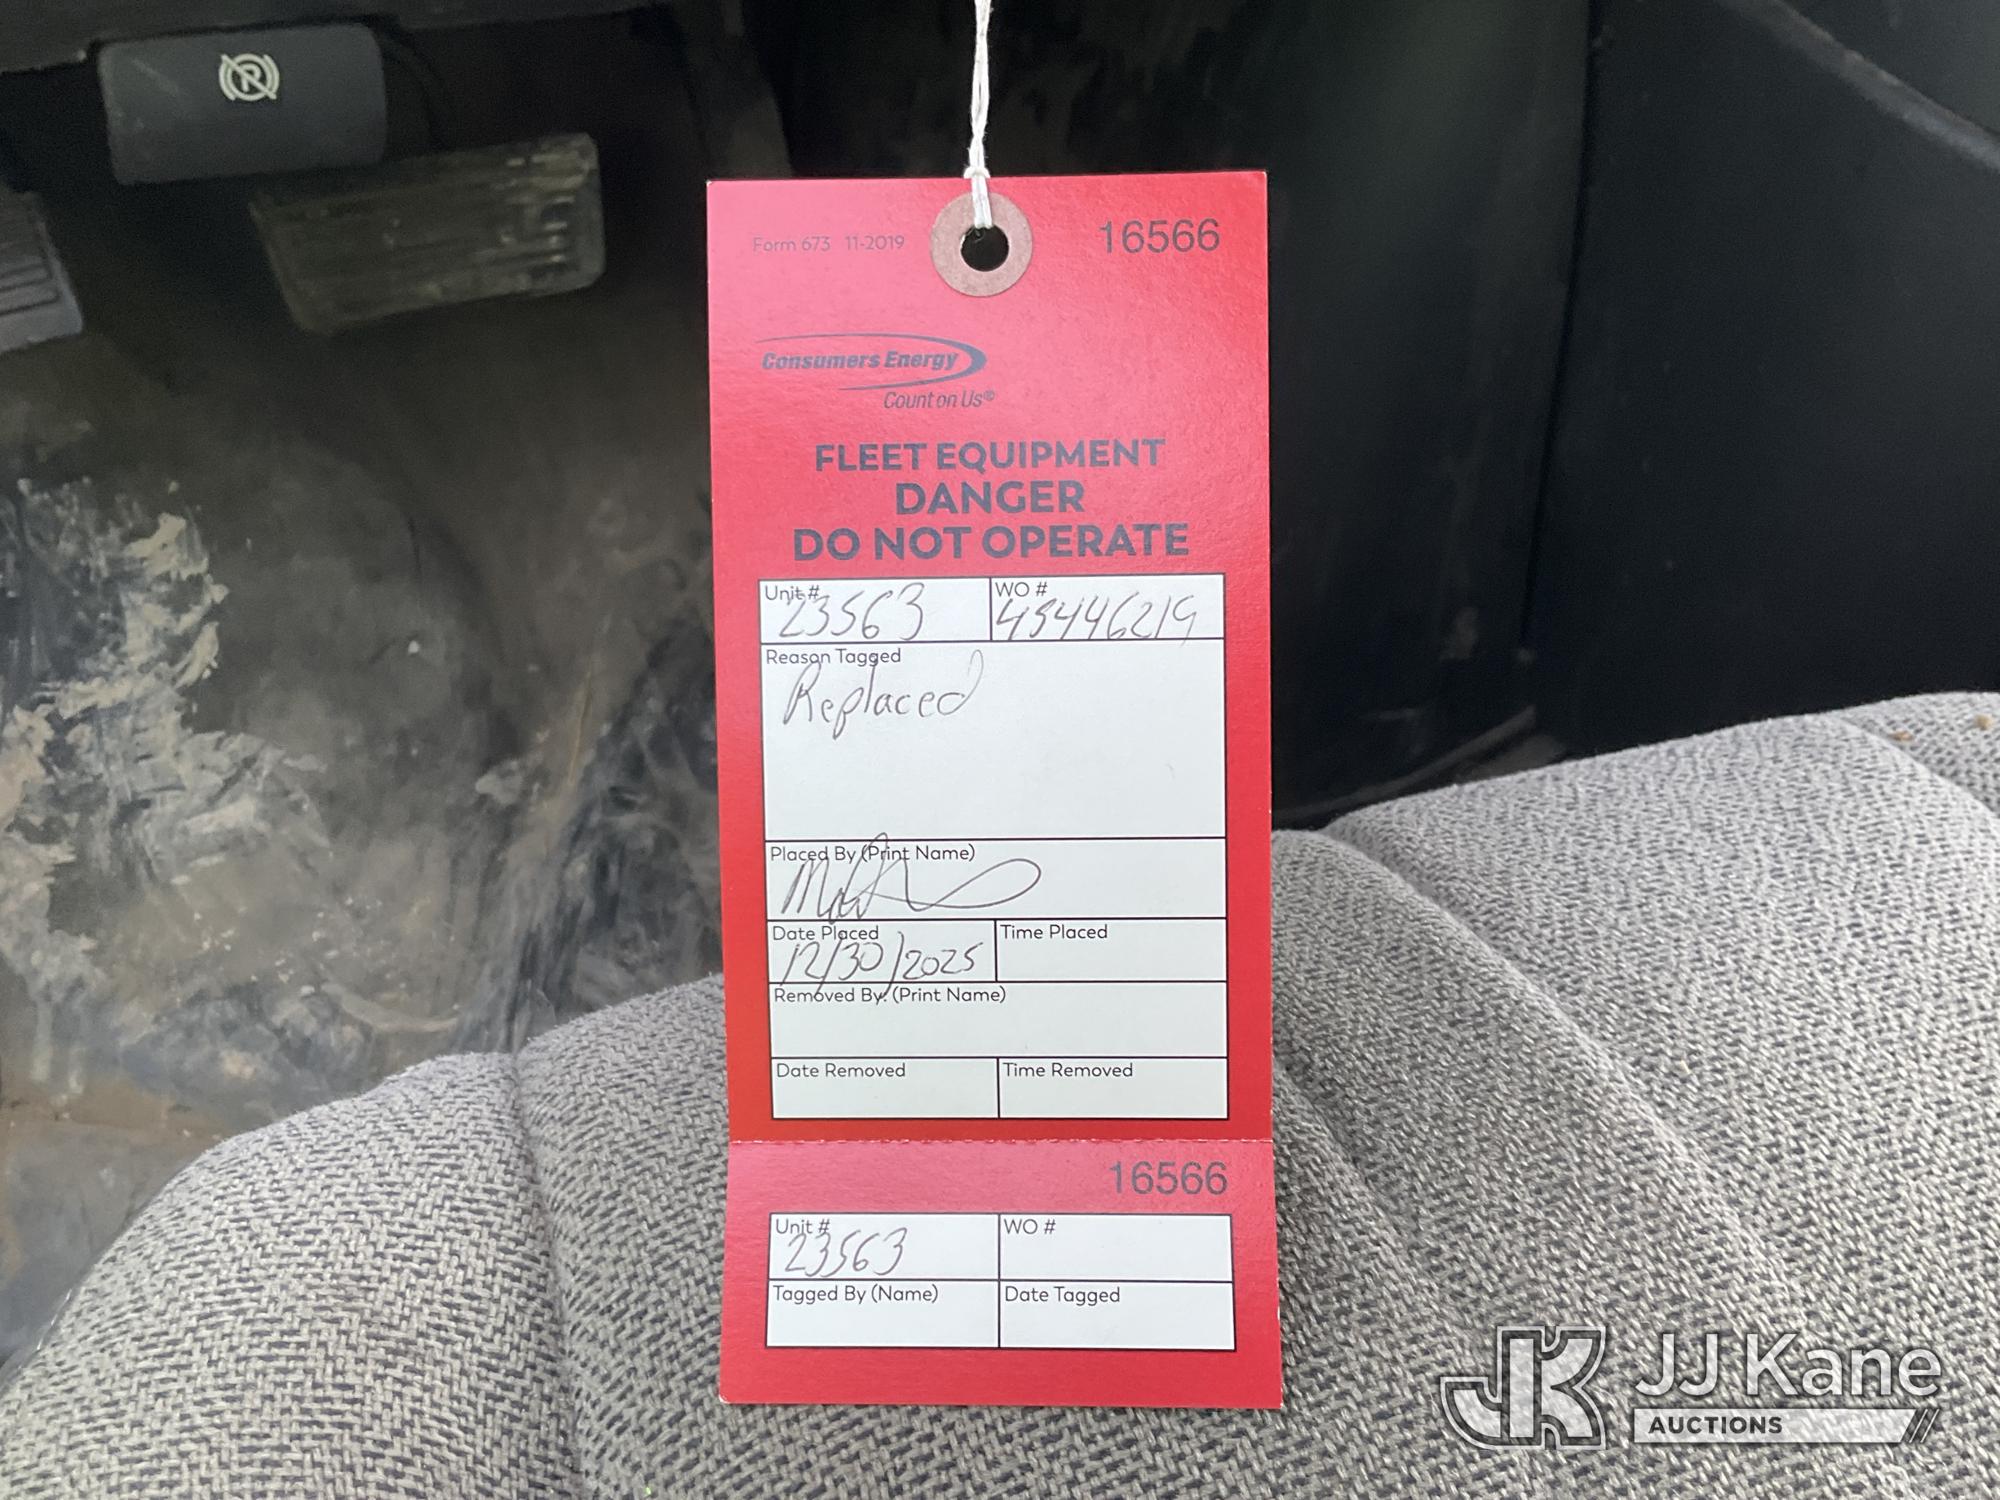 Form 673 11-2019
16566
Consumers Energy
Count on Us®
FLEET EQUIPMENT
DANGER
DO NOT OPERATE
Unit # WO #
23563 45446219
Reason Tagged
Replaced
Placed By (Print Name)
Date Placed Time Placed
12/30/2025
Removed By: (Print Name)
Date Removed Time Removed
16566
Unit # WO #
23563
Tagged By (Name) Date Tagged
JK JJ Kane
AUCTIONS